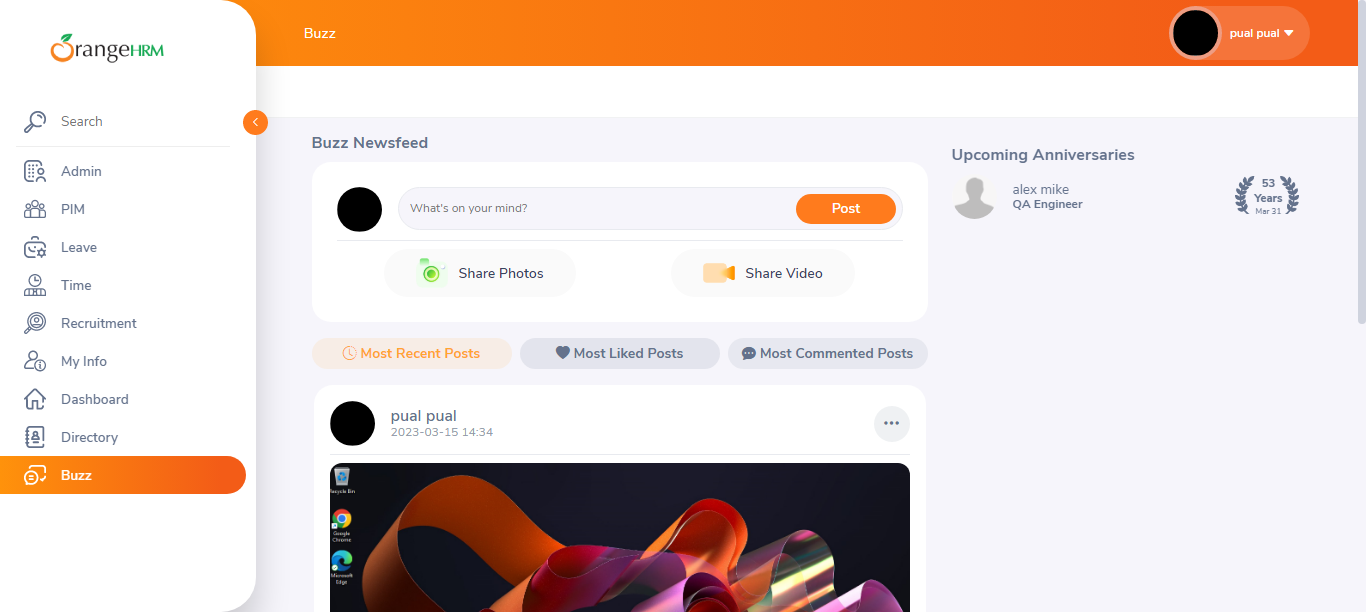 OrangeHRM
Buzz
pual pual
Search
Admin
PIM
Leave
Time
Recruitment
My Info
Dashboard
Directory
Buzz
Buzz Newsfeed
What's on your mind?
Post
Share Photos
Share Video
Most Recent Posts
Most Liked Posts
Most Commented Posts
pual pual
2023-03-15 14:34
Recycle Bin
Google
Chrome
Microsoft
Edge
Upcoming Anniversaries
alex mike
QA Engineer
53
Years
Mar 31